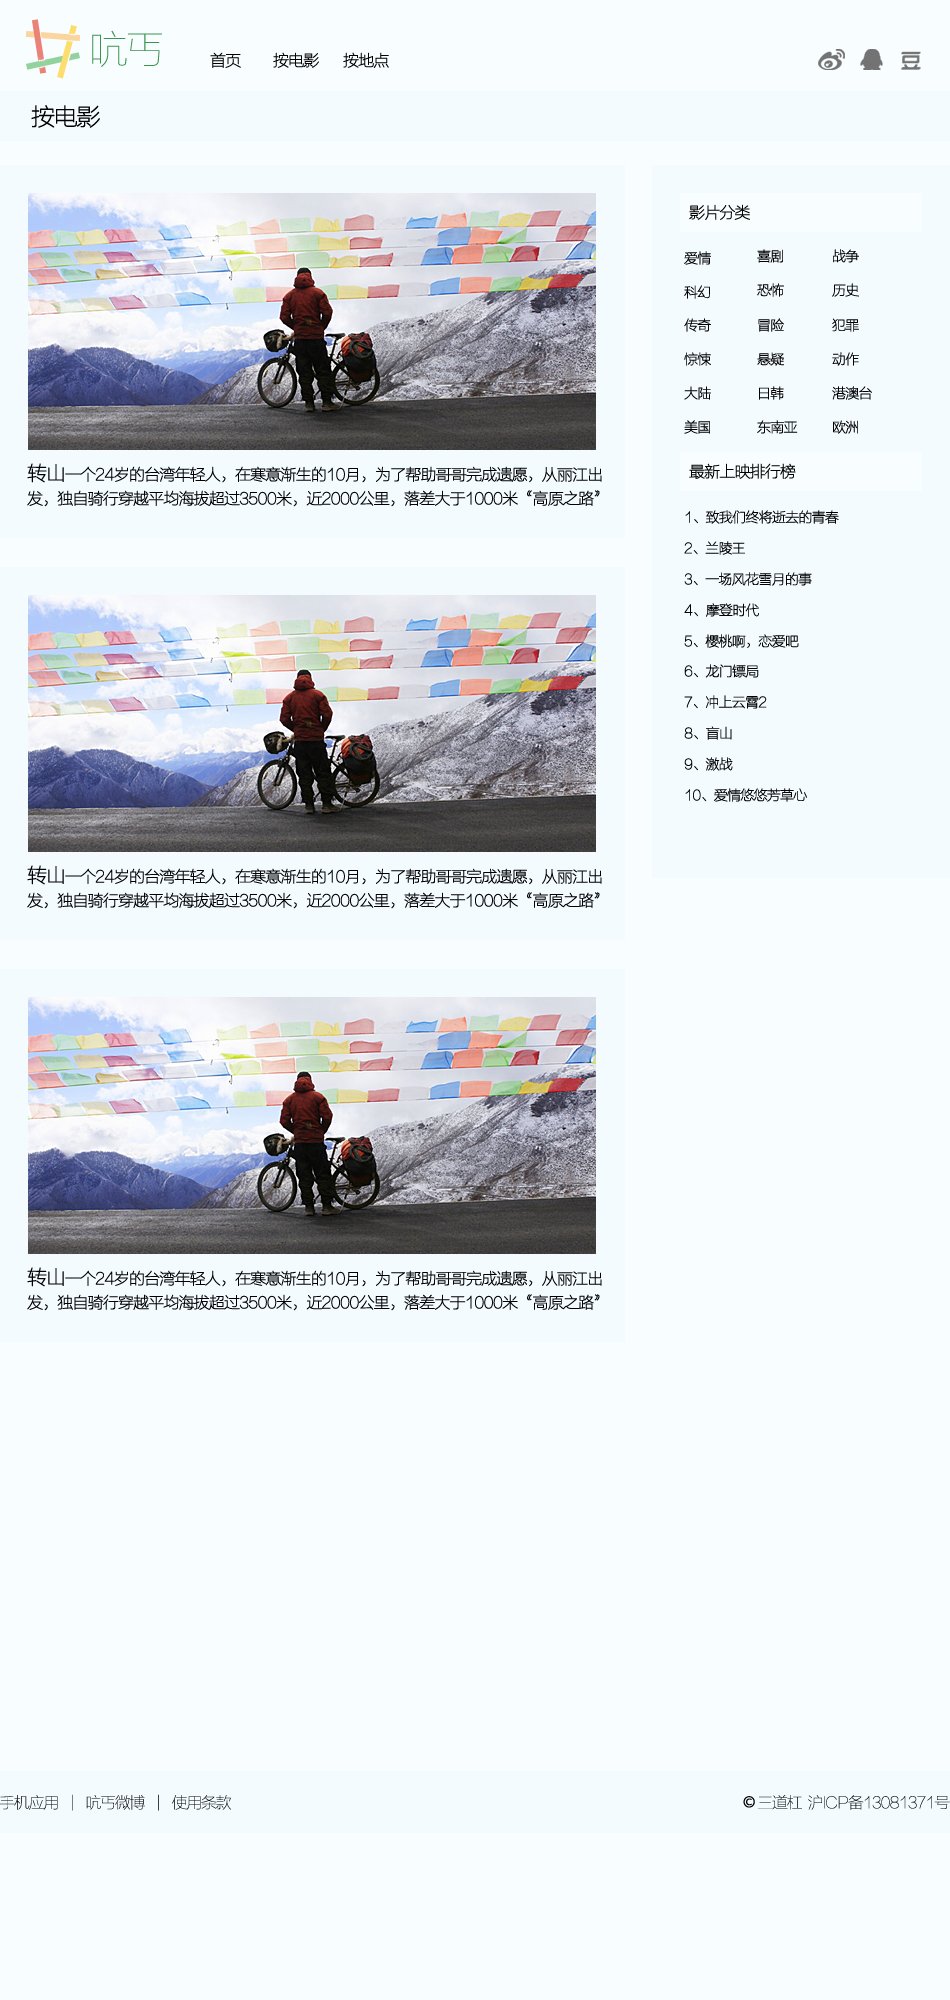 吭丐
首页 按电影 按地点
按电影
转山一个24岁的台湾年轻人，在寒意渐生的10月，为了帮助哥哥完成遗愿，从丽江出
发，独自骑行穿越平均海拔超过3500米，近2000公里，落差大于1000米“高原之路”
转山一个24岁的台湾年轻人，在寒意渐生的10月，为了帮助哥哥完成遗愿，从丽江出
发，独自骑行穿越平均海拔超过3500米，近2000公里，落差大于1000米“高原之路”
转山一个24岁的台湾年轻人，在寒意渐生的10月，为了帮助哥哥完成遗愿，从丽江出
发，独自骑行穿越平均海拔超过3500米，近2000公里，落差大于1000米“高原之路”
影片分类
爱情 喜剧 战争
科幻 恐怖 历史
传奇 冒险 犯罪
惊悚 悬疑 动作
大陆 日韩 港澳台
美国 东南亚 欧洲
最新上映排行榜
1、致我们终将逝去的青春
2、兰陵王
3、一场风花雪月的事
4、摩登时代
5、樱桃啊，恋爱吧
6、龙门镖局
7、冲上云霄2
8、盲山
9、激战
10、爱情悠悠芳草心
手机应用 | 吭丐微博 | 使用条款
© 三道杠 沪ICP备13081371号